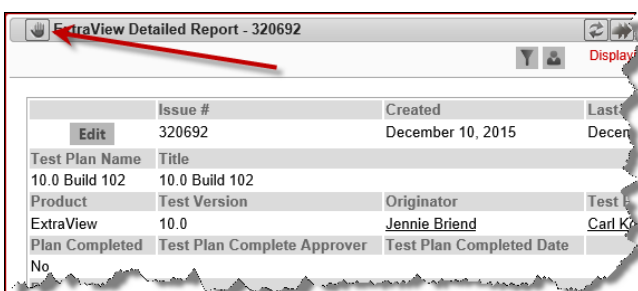 ExtraView Detailed Report - 320692
Displa
Issue # Created Last
Edit 320692 December 10, 2015 Decem
Test Plan Name Title
10.0 Build 102 10.0 Build 102
Product Test Version Originator Test
ExtraView 10.0 Jennie Briend Carl
Plan Completed Test Plan Complete Approver Test Plan Completed Date
No